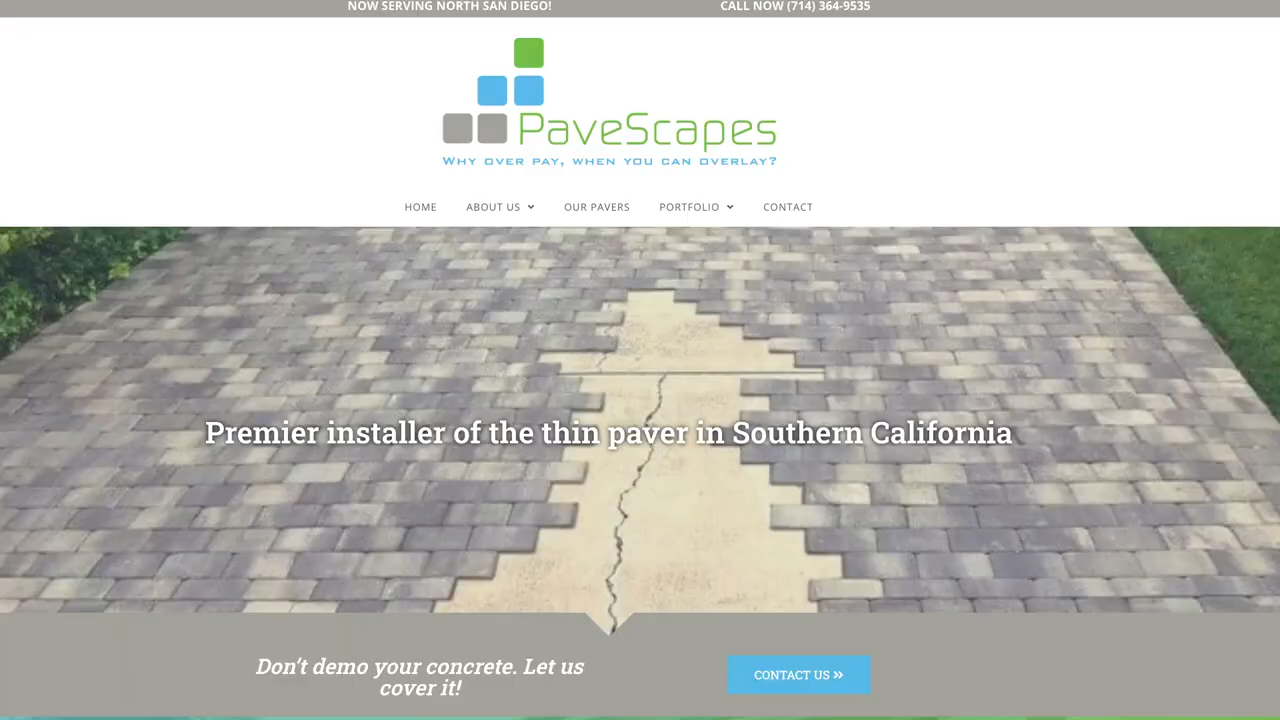 NOW SERVING NORTH SAN DIEGO! CALL NOW (714) 364-9535
PaveScapes
WHY OVER PAY, WHEN YOU CAN OVERLAY?
HOME ABOUT US OUR PAVERS PORTFOLIO CONTACT
Premier installer of the thin paver in Southern California
Don't demo your concrete. Let us
cover it!
CONTACT US